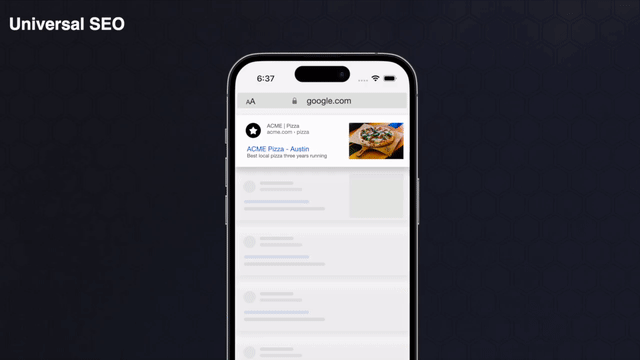 Universal SEO
6:37
AA
google.com
ACME | Pizza
acme.com › pizza
ACME Pizza - Austin
Best local pizza three years running